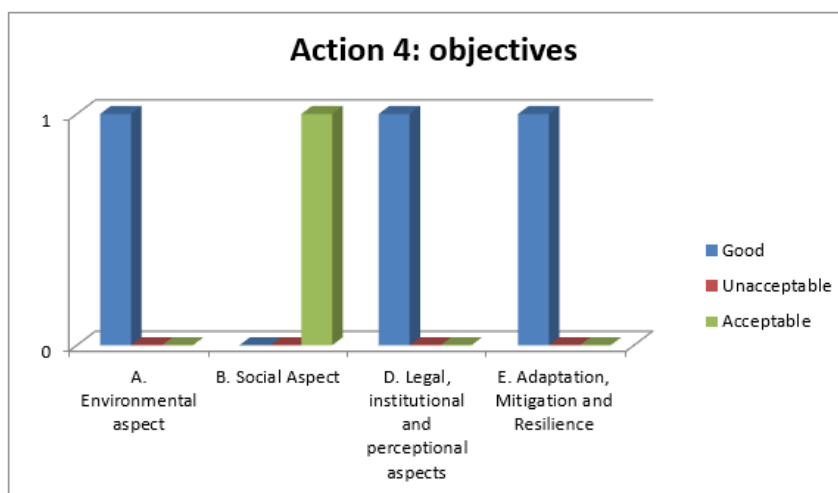 Action 4: objectives
1
0
A.
Environmental
aspect
B. Social Aspect
D. Legal,
institutional
and
perceptional
aspects
E. Adaptation,
Mitigation and
Resilience
Good
Unacceptable
Acceptable